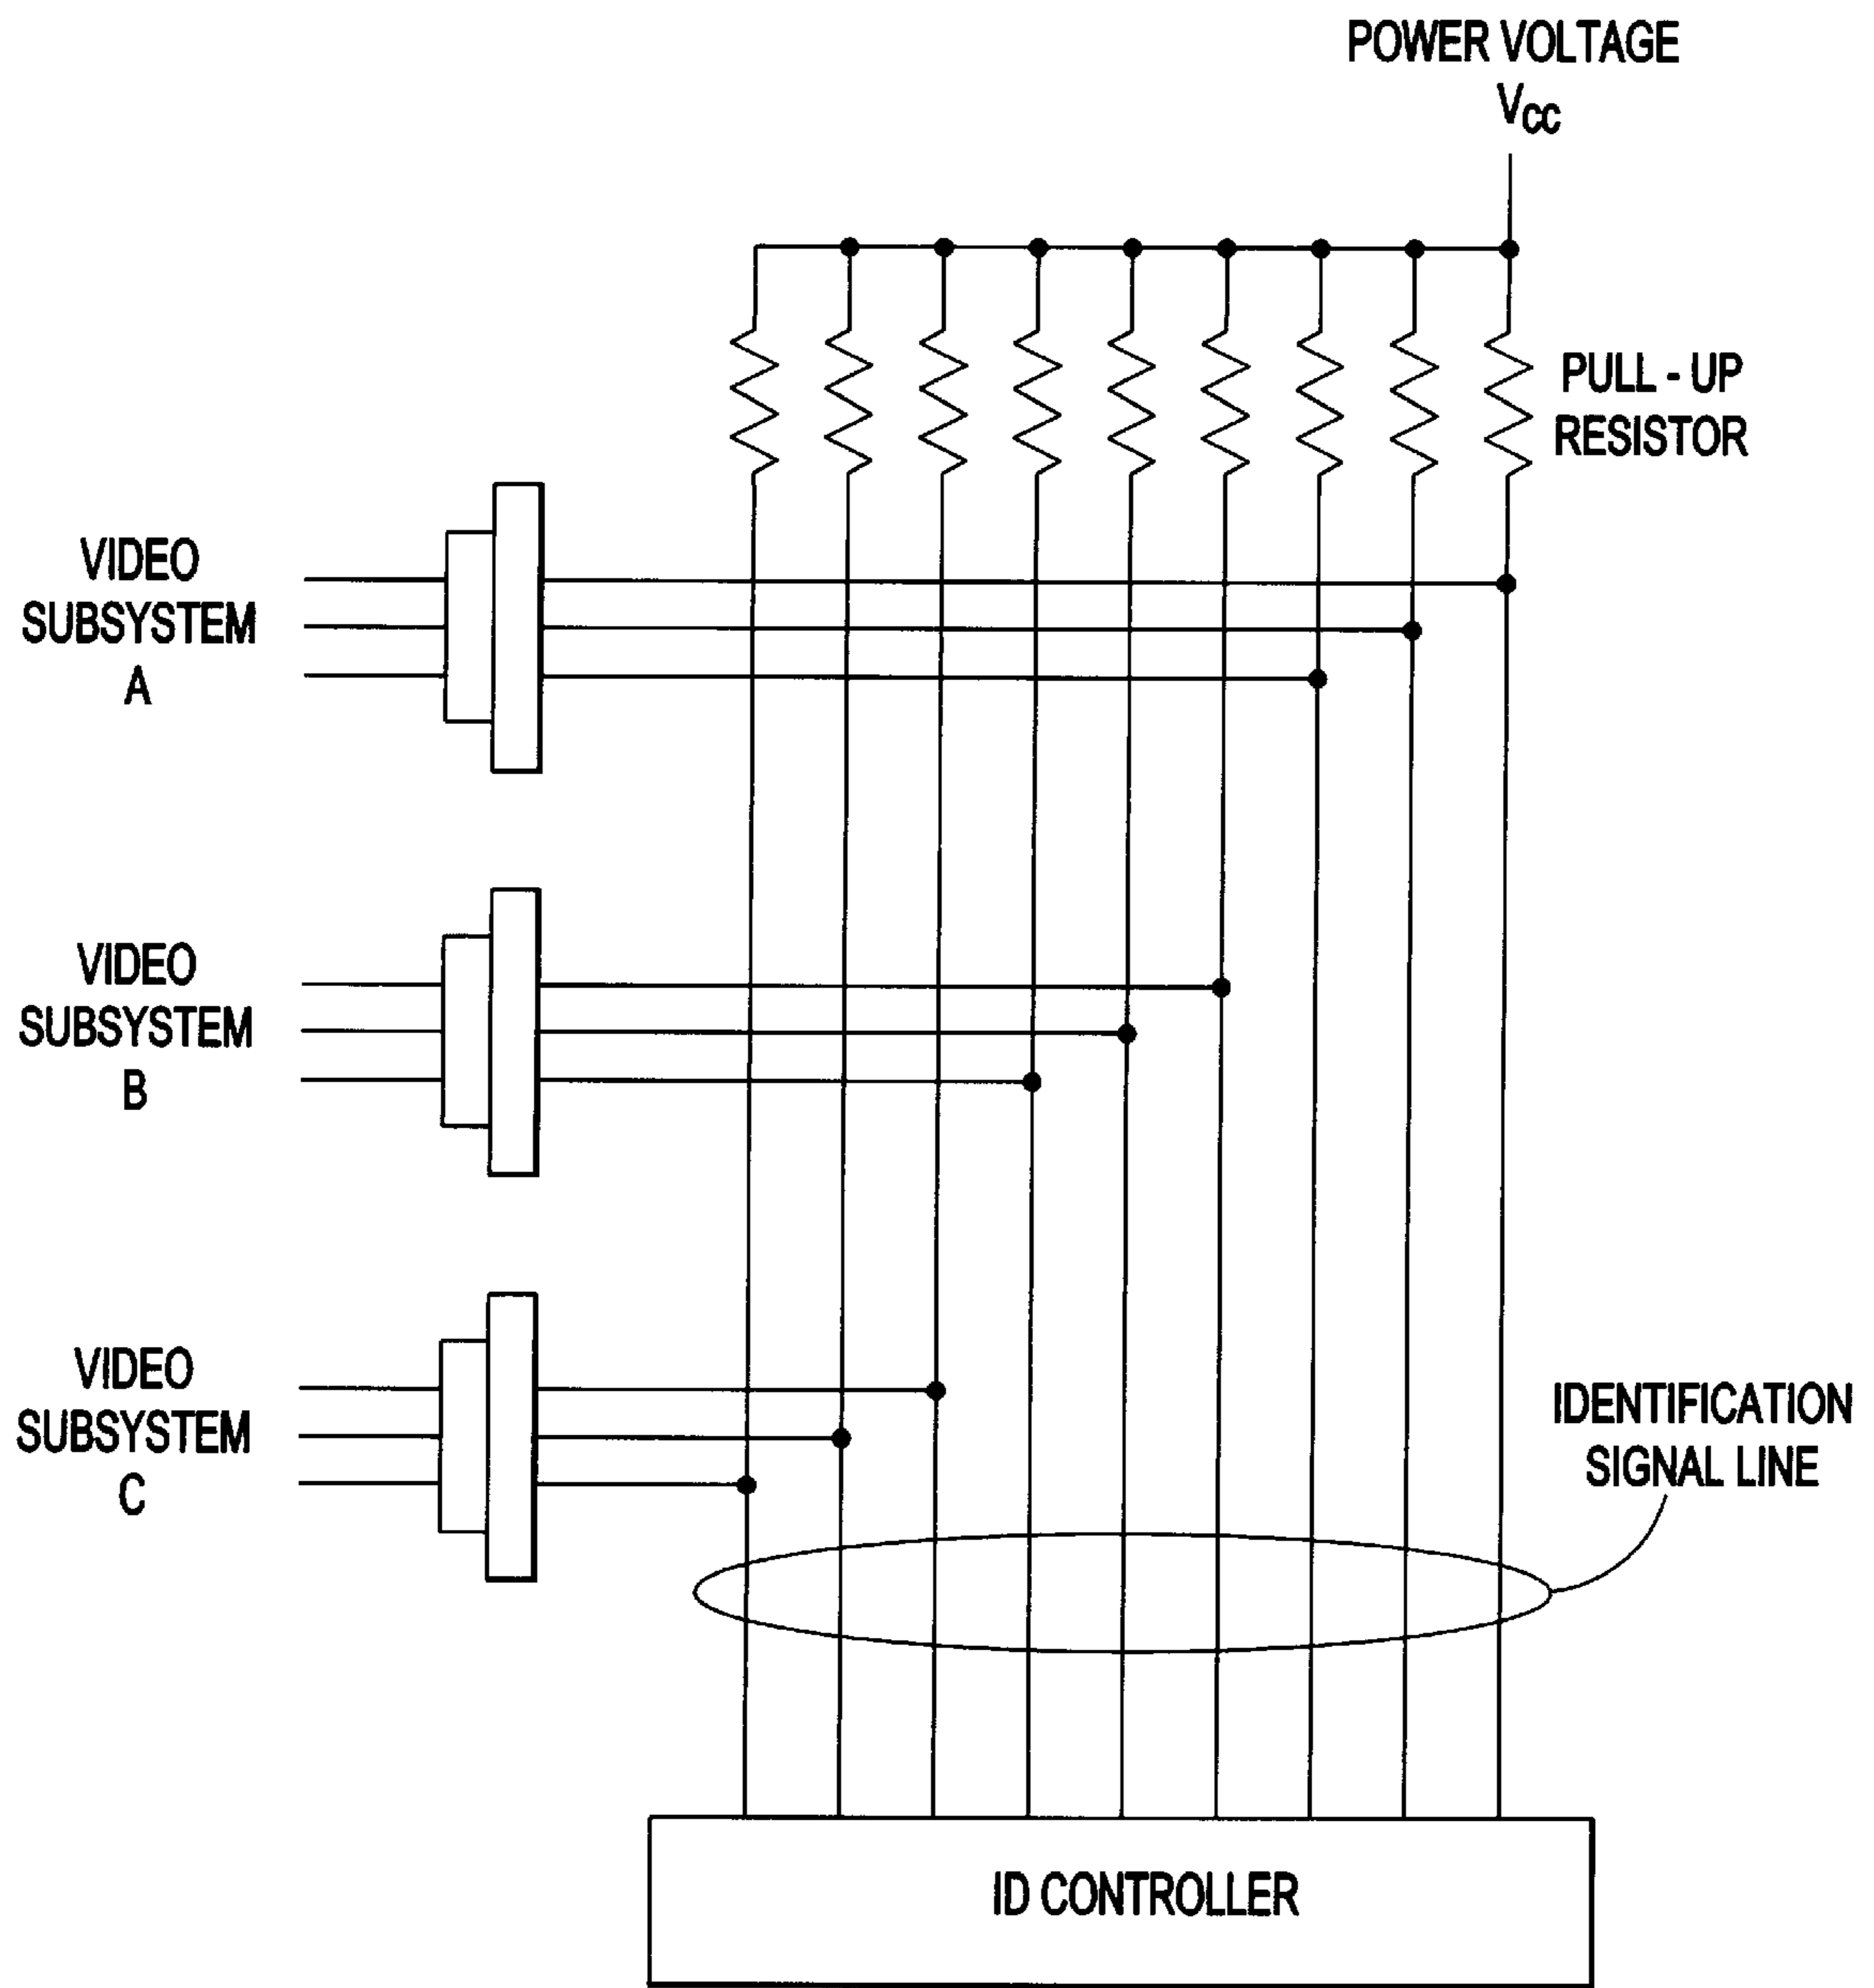 POWER VOLTAGE
Vcc
PULL - UP
RESISTOR
VIDEO
SUBSYSTEM
A
VIDEO
SUBSYSTEM
B
VIDEO
SUBSYSTEM
C
IDENTIFICATION
SIGNAL LINE
ID CONTROLLER